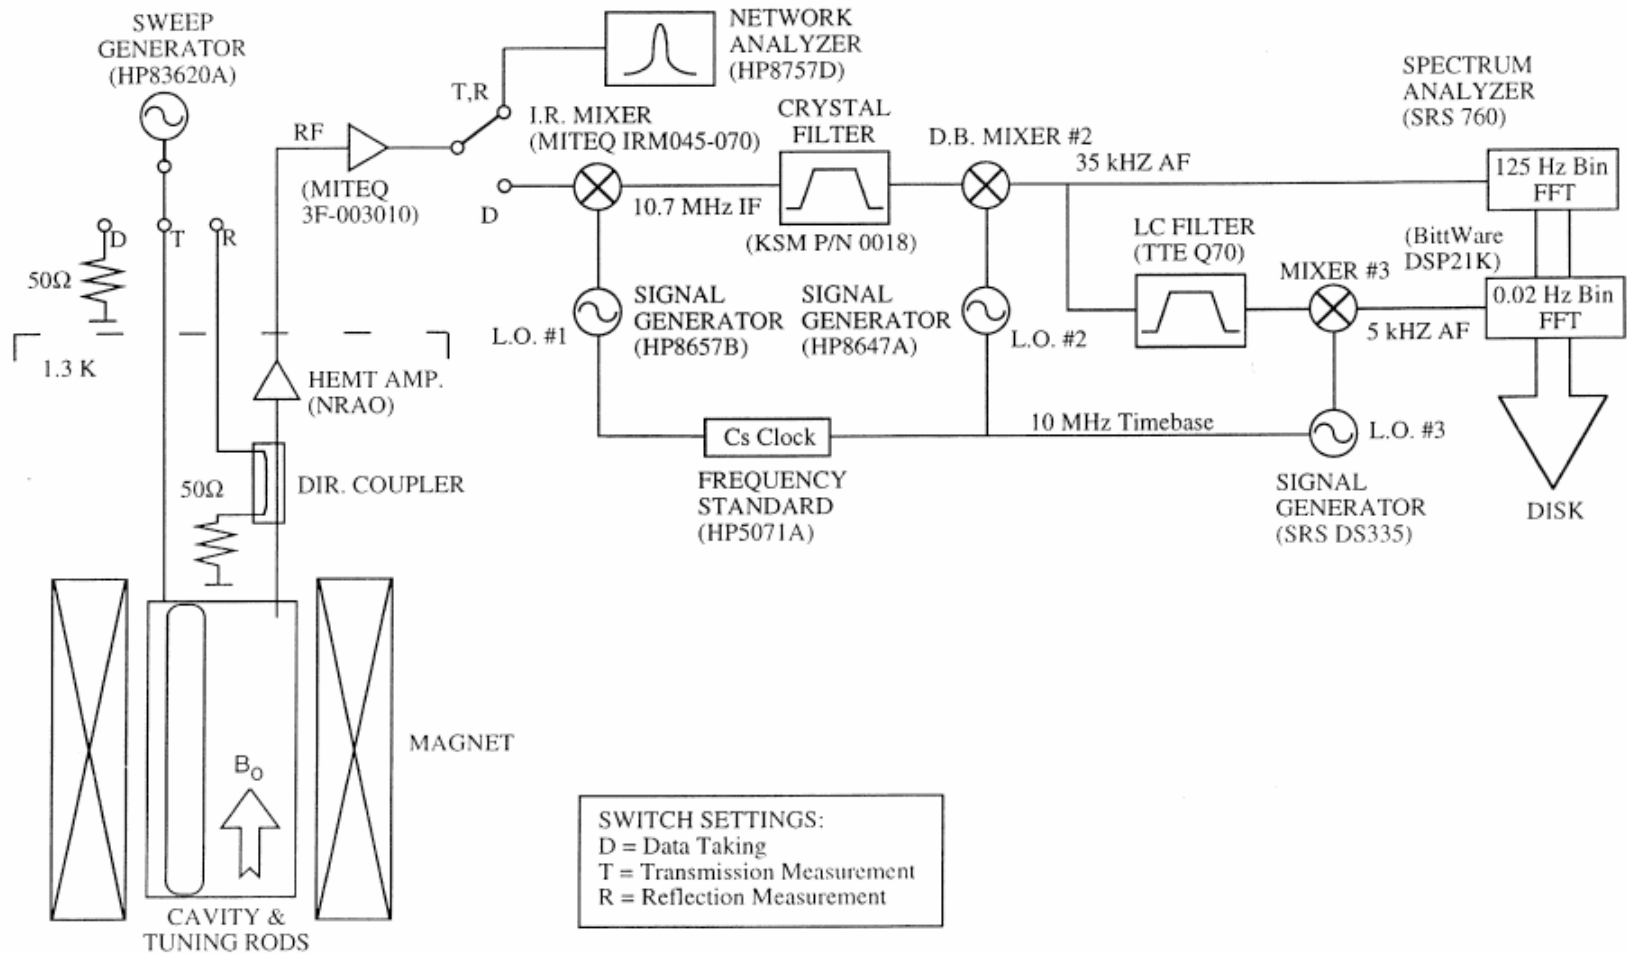 SWEEP
GENERATOR
(HP83620A)
NETWORK
ANALYZER
(HP8757D)
T,R
RF
(MITEQ
3F-003010)
I.R. MIXER
(MITEQ IRM045-070)
D
CRYSTAL
FILTER
10.7 MHz IF
(KSM P/N 0018)
D.B. MIXER #2
35 kHZ AF
SPECTRUM
ANALYZER
(SRS 760)
125 Hz Bin
FFT
LC FILTER
(TTE Q70)
MIXER #3
(BittWare
DSP21K)
0.02 Hz Bin
FFT
5 kHZ AF
D
T
R
50Ω
1.3 K
L.O. #1
SIGNAL
GENERATOR
(HP8657B)
SIGNAL
GENERATOR
(HP8647A)
L.O. #2
HEMT AMP.
(NRAO)
Cs Clock
10 MHz Timebase
L.O. #3
FREQUENCY
STANDARD
(HP5071A)
SIGNAL
GENERATOR
(SRS DS335)
DISK
50Ω
DIR. COUPLER
MAGNET
B0
CAVITY &
TUNING RODS
SWITCH SETTINGS:
D = Data Taking
T = Transmission Measurement
R = Reflection Measurement